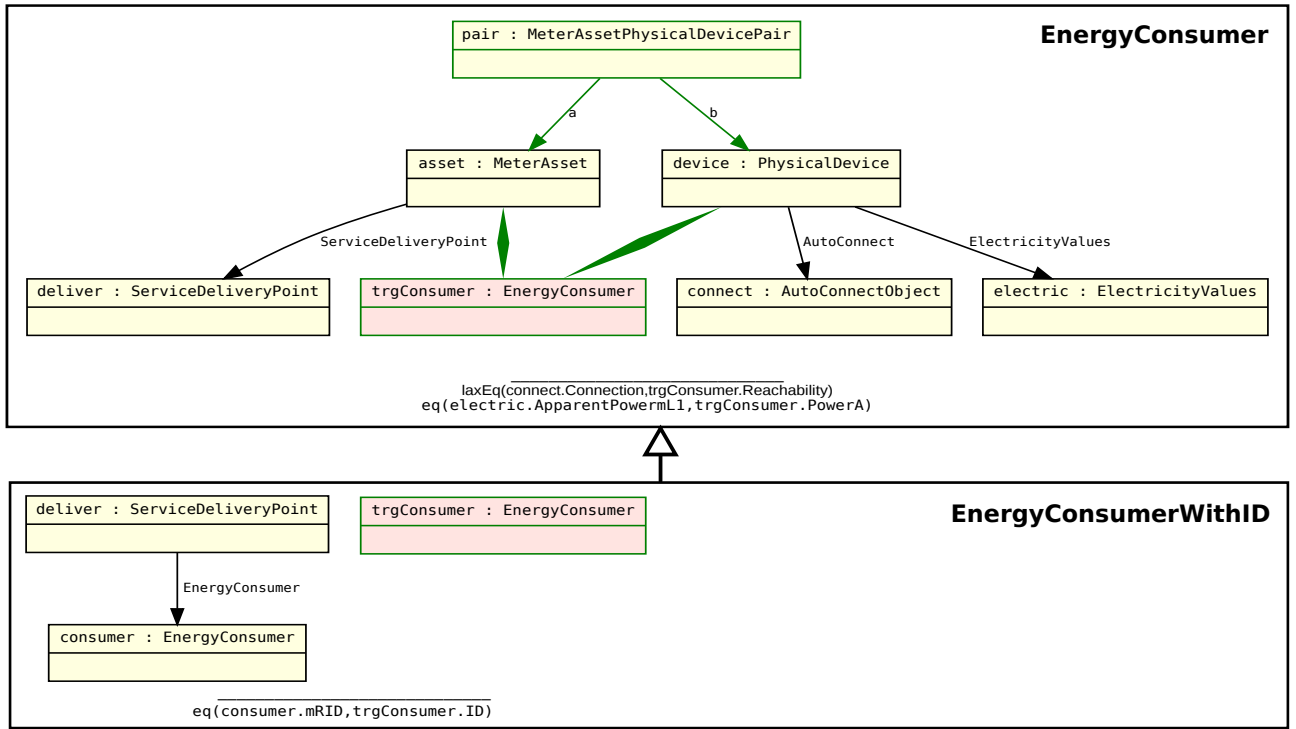 pair : MeterAssetPhysicalDevicePair
EnergyConsumer
a
b
asset : MeterAsset
device : PhysicalDevice
ServiceDeliveryPoint
AutoConnect
ElectricityValues
deliver : ServiceDeliveryPoint
trgConsumer : EnergyConsumer
connect : AutoConnectObject
electric : ElectricityValues
laxEq(connect.Connection,trgConsumer.Reachability)
eq(electric.ApparentPowermL1,trgConsumer.PowerA)
deliver : ServiceDeliveryPoint
trgConsumer : EnergyConsumer
EnergyConsumerWithID
EnergyConsumer
consumer : EnergyConsumer
eq(consumer.mRID,trgConsumer.ID)